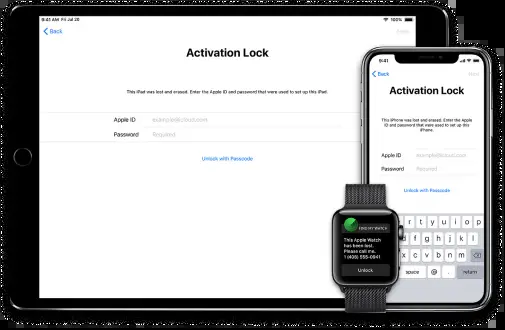 9:41 AM Fri Jul 20
100%
Back
Next
Activation Lock
This iPad was lost and erased. Enter the Apple ID and password that were used to set up this iPad.
Apple ID example@icloud.com
Password Required
Unlock with Passcode
9:41
Back
Next
Activation Lock
This iPhone was lost and erased. Enter the Apple
ID and password that were used to set up this
iPhone.
Apple ID example@icloud.com
Password Required
Unlock with Passcode
r t y u i o p
f g h j k l
c v b n m
space @ . return
This Apple Watch
has been lost.
Please call me.
1 (408) 555-0941
Unlock